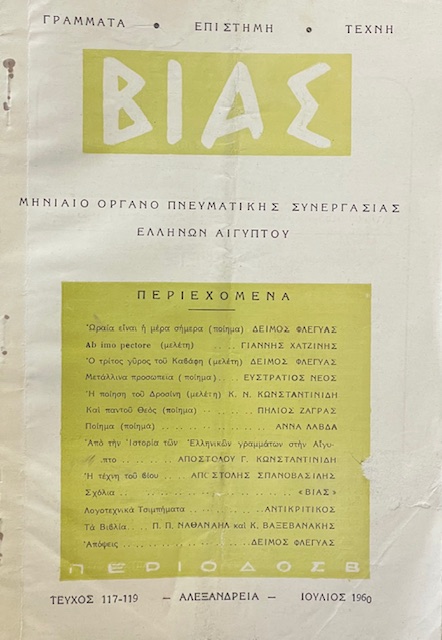 ΓΡΑΜΜΑΤΑ • ΕΠΙΣΤΗΜΗ • ΤΕΧΝΗ
ΒΙΑΣ
ΜΗΝΙΑΙΟ ΟΡΓΑΝΟ ΠΝΕΥΜΑΤΙΚΗΣ ΣΥΝΕΡΓΑΣΙΑΣ
ΕΛΛΗΝΩΝ ΑΙΓΥΠΤΟΥ
ΠΕΡΙΕΧΟΜΕΝΑ
Ὡραία εἶναι ἡ μέρα σήμερα (ποίημα) ΔΕΙΜΟΣ ΦΛΕΓΥΑΣ
Ab imo pectore (μελέτη) .... ΓΙΑΝΝΗΣ ΧΑΤΖΙΝΗΣ
Ὁ τρίτος γῦρος τοῦ Καβάφη (μελέτη) ΔΕΙΜΟΣ ΦΛΕΓΥΑΣ
Μετάλλινα προσωπεῖα (ποίημα).... ΕΥΣΤΡΑΤΙΟΣ ΝΕΟΣ
Ἡ ποίηση τοῦ Δροσίνη (μελέτη) Κ. Ν. ΚΩΝΣΤΑΝΤΙΝΙΔΗ
Καὶ παντοῦ Θεός (ποίημα) ....... ΠΗΛΙΟΣ ΖΑΓΡΑΣ
Ποίημα (ποίημα) ............... ΑΝΝΑ ΛΑΒΔΑ
Ἀπὸ τὴν Ἱστορία τῶν Ἑλληνικῶν γραμμάτων στὴν Αἴγυ-
πτο ....... ΑΠΟΣΤΟΛΟΥ Γ. ΚΩΝΣΤΑΝΤΙΝΙΔΗ
Ἡ τέχνη τοῦ βίου .... ΑΠΟΣΤΟΛΗΣ ΣΠΑΝΟΒΑΣΙΛΗΣ
Σχόλια ......................... «ΒΙΑΣ»
Λογοτεχνικὰ Τσιμπήματα ........ ΑΝΤΙΚΡΙΤΙΚΟΣ
Τὰ Βιβλία.... Π. Π. ΝΑΘΑΝΑΗΛ καὶ Κ. ΒΑΞΕΒΑΝΑΚΗΣ
Ἀπόψεις ..................... ΔΕΙΜΟΣ ΦΛΕΓΥΑΣ
ΠΕΡΙΟΔΟΣ Β
ΤΕΥΧΟΣ 117-119 — ΑΛΕΞΑΝΔΡΕΙΑ — ΙΟΥΛΙΟΣ 1960